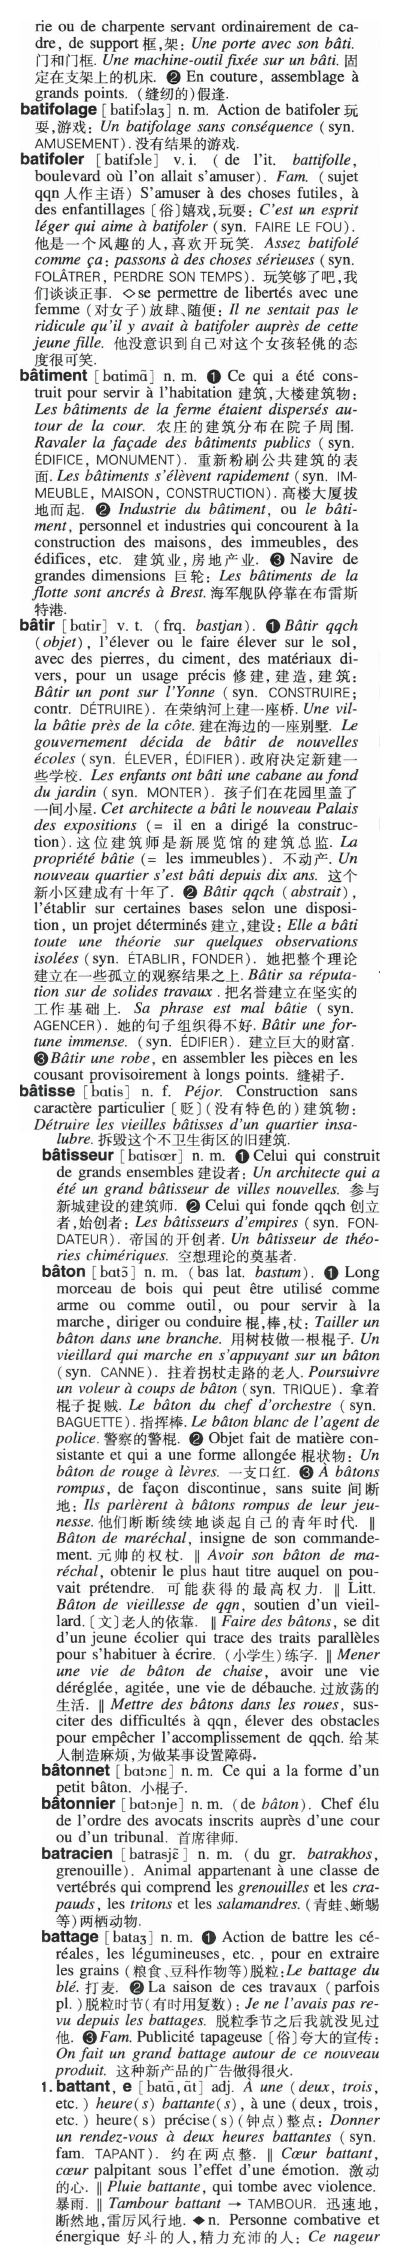 rie ou de charpente servant ordinairement de ca-
dre, de support 框,架: Une porte avec son bâti.
门和门框. Une machine-outil fixée sur un bâti. 固
定在支架上的机床. ❷ En couture, assemblage à
grands points. (缝纫的)假逢.
batifolage [batifɔlaʒ] n. m. Action de batifoler 玩
耍,游戏: Un batifolage sans conséquence (syn.
AMUSEMENT). 没有结果的游戏.
batifoler [batifɔle] v. i. (de l'it. battifolle,
boulevard où l'on allait s'amuser). Fam. (sujet
qqn 人作主语) S'amuser à des choses futiles, à
des enfantillages [俗]嬉戏,玩耍: C'est un esprit
léger qui aime à batifoler (syn. FAIRE LE FOU).
他是一个风趣的人,喜欢开玩笑. Assez batifolé
comme ça: passons à des choses sérieuses (syn.
FOLÂTRER, PERDRE SON TEMPS). 玩笑够了吧,我
们谈谈正事. ◇se permettre de libertés avec une
femme (对女子)放肆、随便: Il ne sentait pas le
ridicule qu'il y avait à batifoler auprès de cette
jeune fille. 他没意识到自己对这个女孩轻佻的态
度很可笑.
bâtiment [bɑtimɑ̃] n. m. ❶ Ce qui a été cons-
truit pour servir à l'habitation 建筑,大楼建筑物:
Les bâtiments de la ferme étaient dispersés au-
tour de la cour. 农庄的建筑分布在院子周围.
Ravaler la façade des bâtiments publics (syn.
ÉDIFICE, MONUMENT). 重新粉刷公共建筑的表
面. Les bâtiments s'élèvent rapidement (syn. IM-
MEUBLE, MAISON, CONSTRUCTION). 高楼大厦拔
地而起. ❷ Industrie du bâtiment, ou le bâti-
ment, personnel et industries qui concourent à la
construction des maisons, des immeubles, des
édifices, etc. 建筑业,房地产业. ❸ Navire de
grandes dimensions 巨轮: Les bâtiments de la
flotte sont ancrés à Brest. 海军舰队停靠在布雷斯
特港.
bâtir [bɑtir] v. t. (frq. bastjan). ❶ Bâtir qqch
(objet), l'élever ou le faire élever sur le sol,
avec des pierres, du ciment, des matériaux di-
vers, pour un usage précis 修建,建造,建筑:
Bâtir un pont sur l'Yonne (syn. CONSTRUIRE;
contr. DÉTRUIRE). 在荣纳河上建一座桥. Une vil-
la bâtie près de la côte. 建在海边的一座别墅. Le
gouvernement décida de bâtir de nouvelles
écoles (syn. ÉLEVER, ÉDIFIER). 政府决定新建一
些学校. Les enfants ont bâti une cabane au fond
du jardin (syn. MONTER). 孩子们在花园里盖了
一间小屋. Cet architecte a bâti le nouveau Palais
des expositions (= il en a dirigé la construc-
tion). 这位建筑师是新展览馆的建筑总监. La
propriété bâtie (= les immeubles). 不动产. Un
nouveau quartier s'est bâti depuis dix ans. 这个
新小区建成有十年了. ❷ Bâtir qqch (abstrait),
l'établir sur certaines bases selon une disposi-
tion, un projet déterminés 建立,建设: Elle a bâti
toute une théorie sur quelques observations
isolées (syn. ÉTABLIR, FONDER). 她把整个理论
建立在一些孤立的观察结果之上. Bâtir sa réputa-
tion sur de solides travaux . 把名誉建立在坚实的
工作基础上. Sa phrase est mal bâtie (syn.
AGENCER). 她的句子组织得不好. Bâtir une for-
tune immense. (syn. ÉDIFIER). 建立巨大的财富.
❸ Bâtir une robe, en assembler les pièces en les
cousant provisoirement à longs points. 缝裙子.
bâtisse [bɑtis] n. f. Péjor. Construction sans
caractère particulier [贬](没有特色的)建筑物:
Détruire les vieilles bâtisses d'un quartier insa-
lubre. 拆毁这个不卫生街区的旧建筑.
bâtisseur [bɑtisœr] n. m. ❶ Celui qui construit
de grands ensembles 建设者: Un architecte qui a
été un grand bâtisseur de villes nouvelles. 参与
新城建设的建筑师. ❷ Celui qui fonde qqch 创立
者,始创者: Les bâtisseurs d'empires (syn. FON-
DATEUR). 帝国的开创者. Un bâtisseur de théo-
ries chimériques. 空想理论的奠基者.
bâton [bɑtɔ̃] n. m. (bas lat. bastum). ❶ Long
morceau de bois qui peut être utilisé comme
arme ou comme outil, ou pour servir à la
marche, diriger ou conduire 棍,棒,杖: Tailler un
bâton dans une branche. 用树枝做一根棍子. Un
vieillard qui marche en s'appuyant sur un bâton
(syn. CANNE). 拄着拐杖走路的老人. Poursuivre
un voleur à coups de bâton (syn. TRIQUE). 拿着
棍子捉贼. Le bâton du chef d'orchestre (syn.
BAGUETTE). 指挥棒. Le bâton blanc de l'agent de
police. 警察的警棍. ❷ Objet fait de matière con-
sistante et qui a une forme allongée 棍状物: Un
bâton de rouge à lèvres. 一支口红. ❸ À bâtons
rompus, de façon discontinue, sans suite 间断
地: Ils parlèrent à bâtons rompus de leur jeu-
nesse. 他们断断续续地谈起自己的青年时代. ‖
Bâton de maréchal, insigne de son commande-
ment. 元帅的权杖. ‖ Avoir son bâton de ma-
réchal, obtenir le plus haut titre auquel on pou-
vait prétendre. 可能获得的最高权力. ‖ Litt.
Bâton de vieillesse de qqn, soutien d'un vieil-
lard. [文]老人的依靠. ‖ Faire des bâtons, se dit
d'un jeune écolier qui trace des traits parallèles
pour s'habituer à écrire. (小学生)练字. ‖ Mener
une vie de bâton de chaise, avoir une vie
déréglée, agitée, une vie de débauche. 过放荡的
生活. ‖ Mettre des bâtons dans les roues, sus-
citer des difficultés à qqn, élever des obstacles
pour empêcher l'accomplissement de qqch. 给某
人制造麻烦,为做某事设置障碍.
bâtonnet [bɑtɔnɛ] n. m. Ce qui a la forme d'un
petit bâton. 小棍子.
bâtonnier [bɑtɔnje] n. m. (de bâton). Chef élu
de l'ordre des avocats inscrits auprès d'une cour
ou d'un tribunal. 首席律师.
batracien [batrasjɛ̃] n. m. (du gr. batrakhos,
grenouille). Animal appartenant à une classe de
vertébrés qui comprend les grenouilles et les cra-
pauds, les tritons et les salamandres. (青蛙、蜥蜴
等)两栖动物.
battage [bataʒ] n. m. ❶ Action de battre les cé-
réales, les légumineuses, etc., pour en extraire
les grains (粮食、豆科作物等)脱粒:Le battage du
blé. 打麦. ❷ La saison de ces travaux (parfois
pl.)脱粒时节(有时用复数): Je ne l'avais pas re-
vu depuis les battages. 脱粒季节之后我就没见过
他. ❸ Fam. Publicité tapageuse [俗]夸大的宣传:
On fait un grand battage autour de ce nouveau
produit. 这种新产品的广告做得很火.
1. battant, e [batɑ̃, ɑ̃t] adj. À une (deux, trois,
etc.) heure(s) battante(s), à une (deux, trois,
etc.) heure(s) précise(s)(钟点)整点: Donner
un rendez-vous à deux heures battantes (syn.
fam. TAPANT). 约在两点整. ‖ Cœur battant,
cœur palpitant sous l'effet d'une émotion. 激动
的心. ‖ Pluie battante, qui tombe avec violence.
暴雨. ‖ Tambour battant → TAMBOUR. 迅速地,
断然地,雷厉风行地. ◆n. Personne combative et
énergique 好斗的人,精力充沛的人: Ce nageur